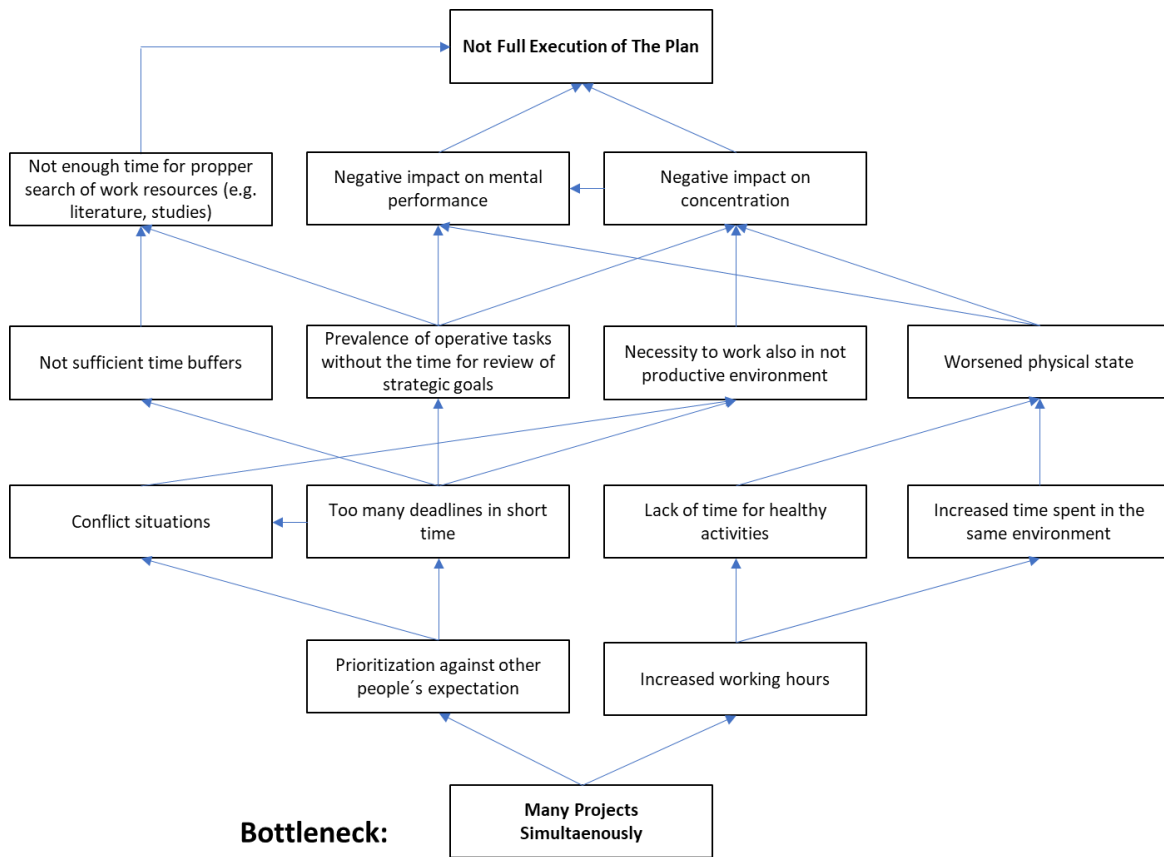 Not Full Execution of The Plan
Not enough time for propper
search of work resources (e.g.
literature, studies)
Negative impact on mental
performance
Negative impact on
concentration
Not sufficient time buffers
Prevalence of operative tasks
without the time for review of
strategic goals
Necessity to work also in not
productive environment
Worsened physical state
Conflict situations
Too many deadlines in short
time
Lack of time for healthy
activities
Increased time spent in the
same environment
Prioritization against other
people´s expectation
Increased working hours
Bottleneck:
Many Projects
Simultaenously